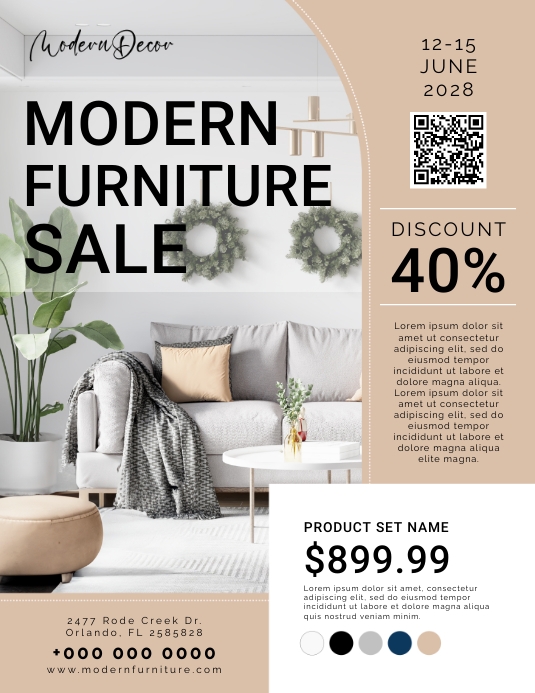 ModernDecor
MODERN
FURNITURE
SALE
12-15
JUNE
2028
DISCOUNT
40%
Lorem ipsum dolor sit
amet ut consectetur
adipiscing elit, sed do
eiusmod tempor
incididunt ut labore et
dolore magna aliqua.
Lorem ipsum dolor sit
amet ut consectetur
adipiscing elit, sed do
eiusmod tempor
incididunt ut labore et
dolore magna aliqua
elite magna.
PRODUCT SET NAME
$899.99
Lorem ipsum dolor sit amet, consectetur
adipiscing elit, sed do eiusmod tempor
incididunt ut labore et dolore magna aliqua ut
quis nostrud veniam minim.
2477 Rode Creek Dr.
Orlando, FL 2585828
+000 000 0000
www.modernfurniture.com